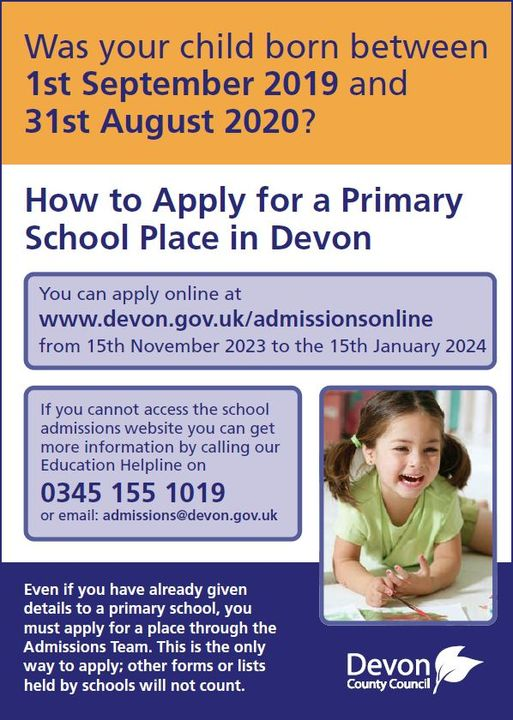 Was your child born between
1st September 2019 and
31st August 2020?
How to Apply for a Primary
School Place in Devon
You can apply online at
www.devon.gov.uk/admissionsonline
from 15th November 2023 to the 15th January 2024
If you cannot access the school
admissions website you can get
more information by calling our
Education Helpline on
0345 155 1019
or email: admissions@devon.gov.uk
Even if you have already given
details to a primary school, you
must apply for a place through the
Admissions Team. This is the only
way to apply; other forms or lists
held by schools will not count.
Devon
County Council